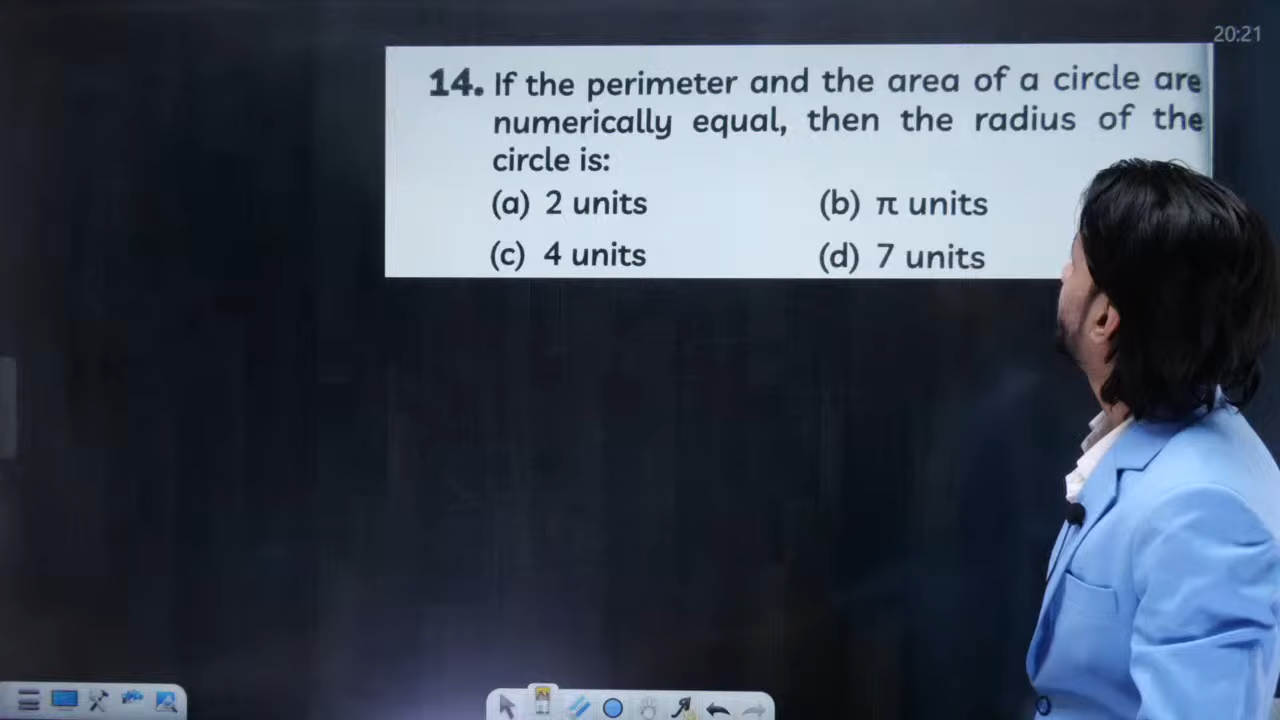 20:21
14. If the perimeter and the area of a circle are
numerically equal, then the radius of the
circle is:
(a) 2 units (b) π units
(c) 4 units (d) 7 units